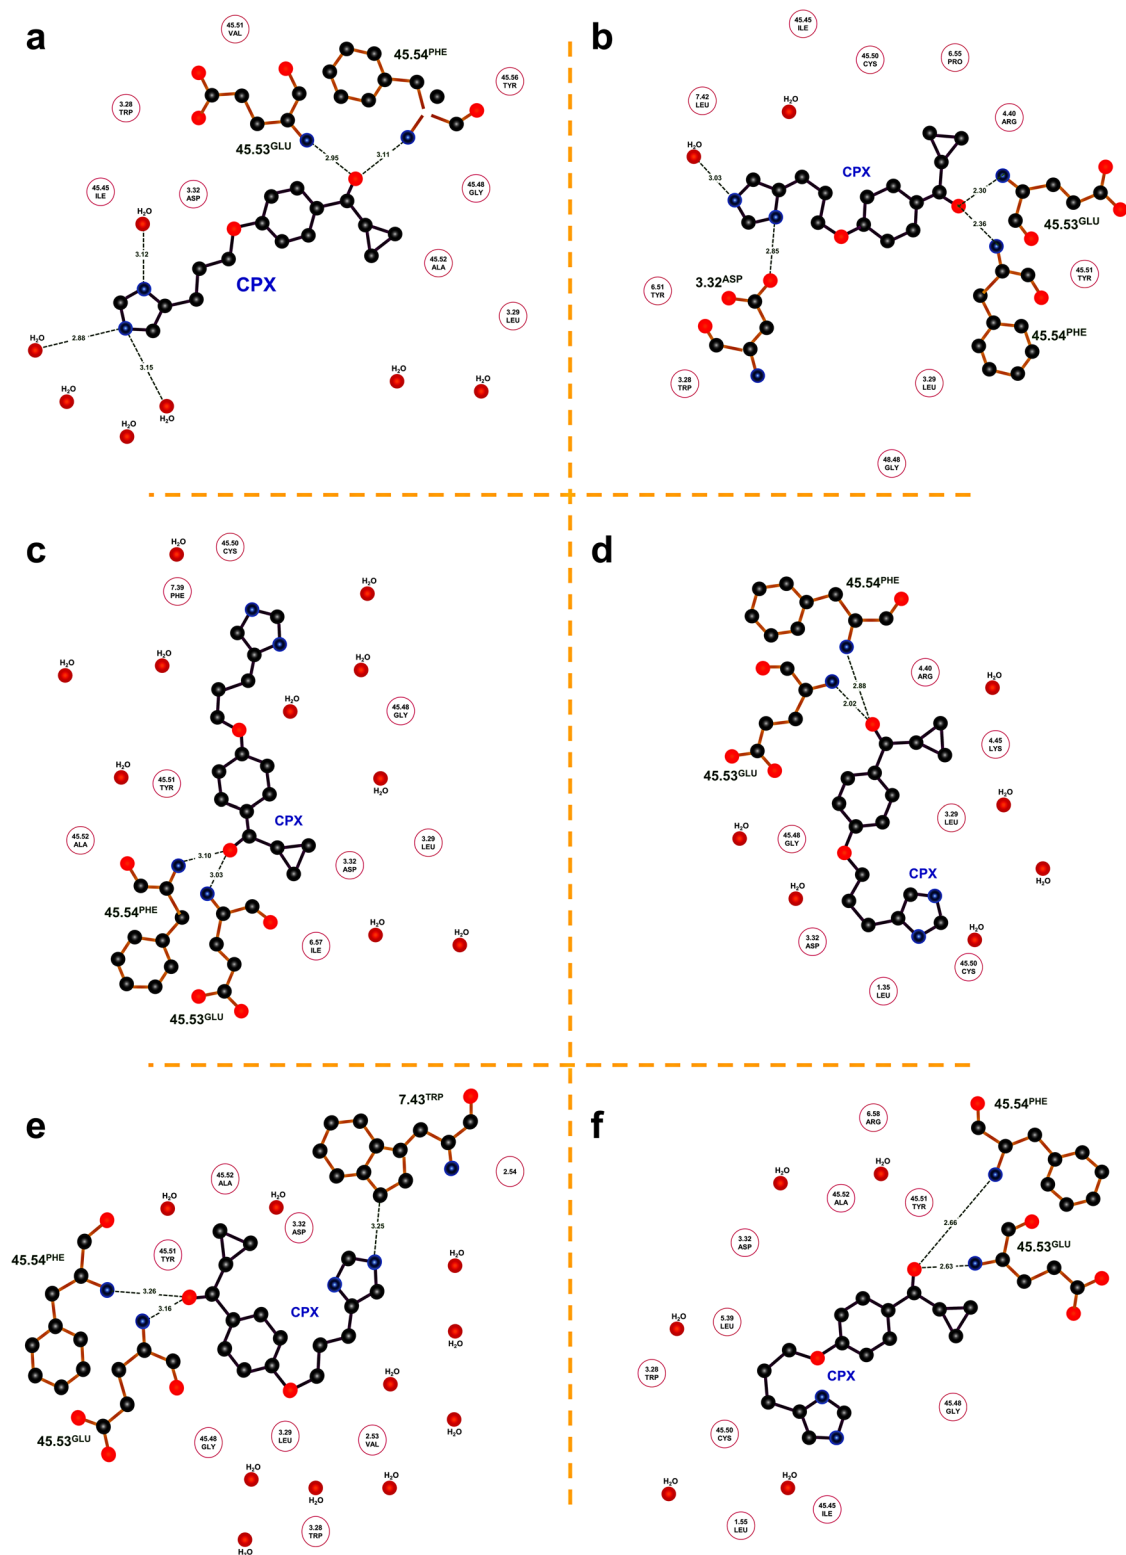 a
45.51
VAL
45.54PHE
45.56
TYR
3.28
TRP
45.53GLU
2.95
3.11
45.45
ILE
3.32
ASP
45.48
GLY
H2O
3.12
CPX
45.52
ALA
3.29
LEU
H2O
2.88
3.15
H2O
H2O
H2O
H2O
H2O
b
45.45
ILE
45.50
CYS
6.55
PRO
7.42
LEU
H2O
4.40
ARG
H2O
3.03
CPX
2.30
45.53GLU
2.36
2.85
3.32ASP
45.51
TYR
6.51
TYR
45.54PHE
3.28
TRP
3.29
LEU
48.48
GLY
c
H2O
45.50
CYS
7.39
PHE
H2O
H2O
H2O
H2O
H2O
45.48
GLY
H2O
45.51
TYR
H2O
CPX
45.52
ALA
3.10
3.03
3.32
ASP
3.29
LEU
45.54PHE
6.57
ILE
H2O
H2O
45.53GLU
d
45.54PHE
4.40
ARG
H2O
2.88
2.02
45.53GLU
4.45
LYS
H2O
H2O
45.48
GLY
3.29
LEU
CPX
H2O
H2O
3.32
ASP
H2O
45.50
CYS
1.35
LEU
e
7.43TRP
45.52
ALA
2.54
H2O
H2O
3.32
ASP
3.25
45.51
TYR
45.54PHE
H2O
3.26
3.16
CPX
H2O
H2O
H2O
45.53GLU
45.48
GLY
3.29
LEU
2.53
VAL
H2O
H2O
H2O
3.28
TRP
H2O
f
6.58
ARG
45.54PHE
H2O
H2O
45.52
ALA
45.51
TYR
2.66
3.32
ASP
45.53GLU
2.63
H2O
5.39
LEU
3.28
TRP
CPX
45.48
GLY
45.50
CYS
H2O
H2O
45.45
ILE
1.55
LEU